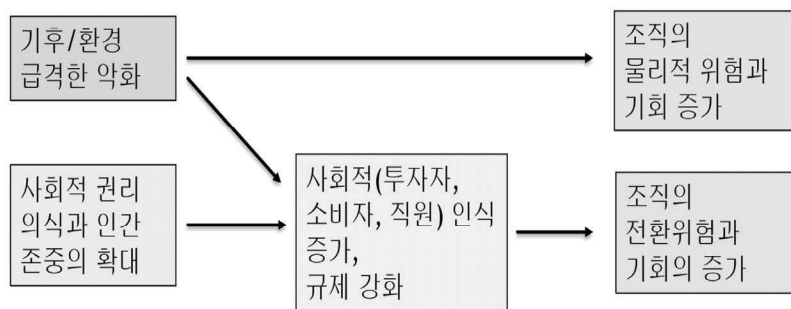 기후/환경
급격한 악화
조직의
물리적 위험과
기회 증가
사회적 권리
의식과 인간
존중의 확대
사회적(투자자,
소비자, 직원) 인식
증가,
규제 강화
조직의
전환위험과
기회의 증가